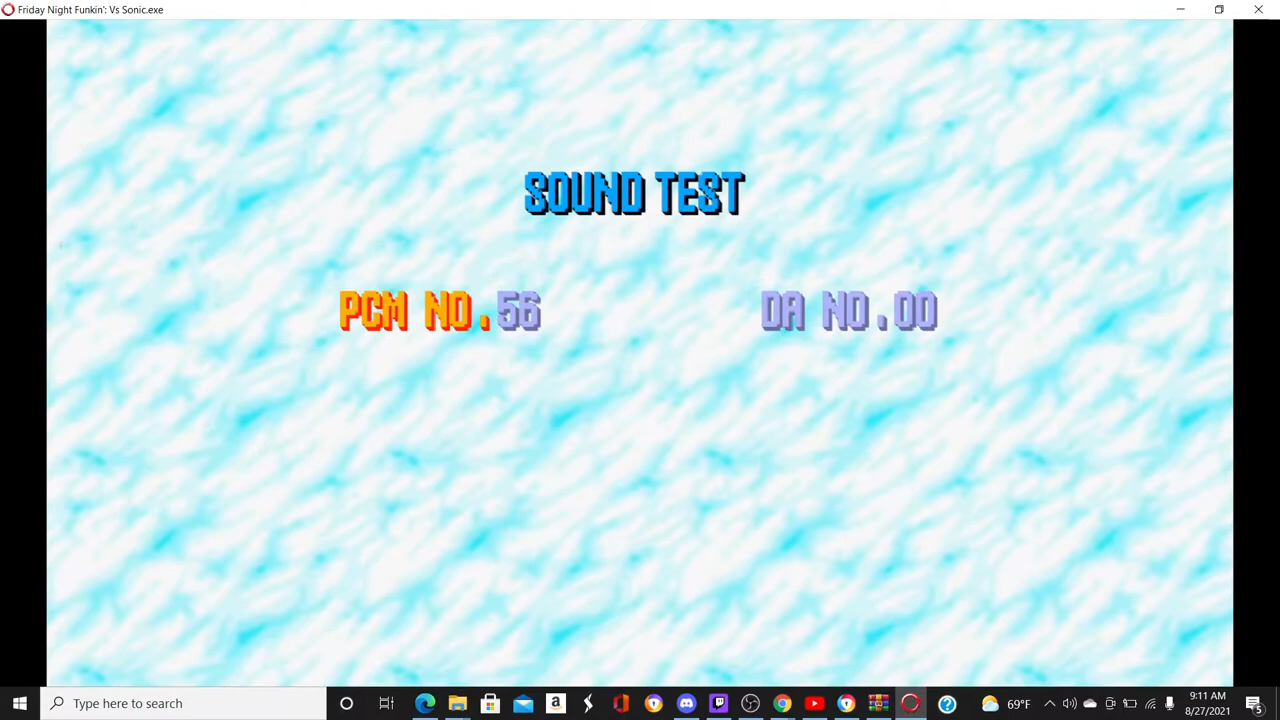 Friday Night Funkin': Vs Sonic.exe
SOUND TEST
PCM NO.56 DA NO.00
Type here to search
69°F
9:11 AM
8/27/2021
5